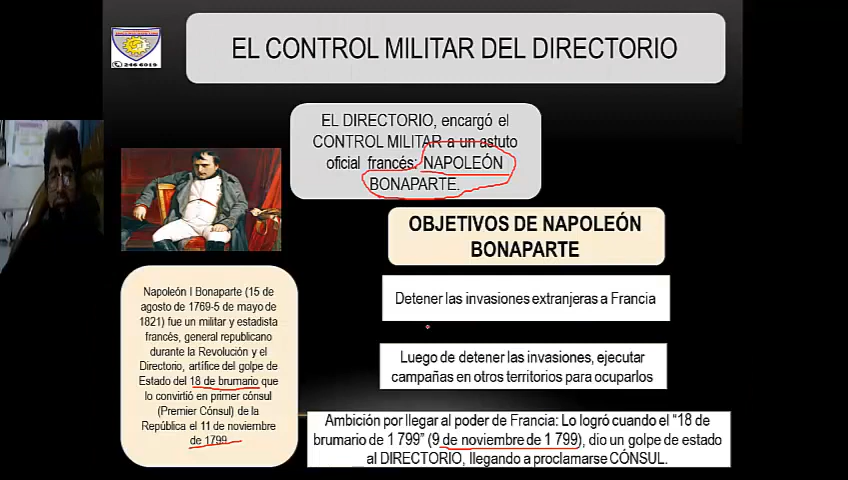 EL CONTROL MILITAR DEL DIRECTORIO
246 6019
EL DIRECTORIO, encargó el
CONTROL MILITAR a un astuto
oficial francés: NAPOLEÓN
BONAPARTE.
OBJETIVOS DE NAPOLEÓN
BONAPARTE
Detener las invasiones extranjeras a Francia
Luego de detener las invasiones, ejecutar
campañas en otros territorios para ocuparlos
Napoleón I Bonaparte (15 de
agosto de 1769-5 de mayo de
1821) fue un militar y estadista
francés, general republicano
durante la Revolución y el
Directorio, artífice del golpe de
Estado del 18 de brumario que
lo convirtió en primer cónsul
(Premier Cónsul) de la
República el 11 de noviembre
de 1799
Ambición por llegar al poder de Francia: Lo logró cuando el “18 de
brumario de 1 799” (9 de noviembre de 1 799), dio un golpe de estado
al DIRECTORIO, llegando a proclamarse CÓNSUL.